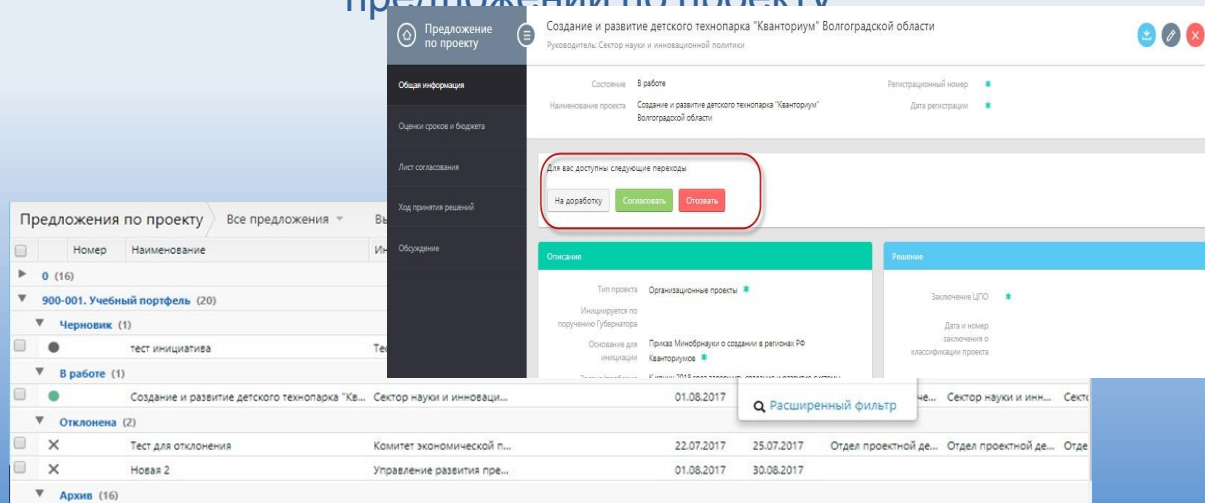 предложений по проекту
Предложение
по проекту
Создание и развитие детского технопарка "Кванториум" Волгоградской области
Руководитель: Сектор науки и инновационной политики
Общая информация
Оценки сроков и бюджета
Лист согласования
Ход принятия решений
Обсуждение
Состояние В работе
Регистрационный номер *
Наименование проекта Создание и развитие детского технопарка "Кванториум"
Волгоградской области
Дата регистрации *
Для вас доступны следующие переходы
На доработку Согласовать Отозвать
Описание
Решение
Тип проекта Организационные проекты *
Инициируется по
поручению Губернатора
Основание для
инициации
Приказ Минобрнауки о создании в регионах РФ
Кванториумов *
Заключение ЦПО *
Дата и номер
заключения о
классификации проекта
Предложения по проекту Все предложения
Номер Наименование
0 (16)
900-001. Учебный портфель (20)
Черновик (1)
тест инициатива
В работе (1)
Создание и развитие детского технопарка "Кв... Сектор науки и инноваци... 01.08.2017 че... Сектор науки и инн...
Расширенный фильтр
Отклонена (2)
Тест для отклонения Комитет экономической п... 22.07.2017 25.07.2017 Отдел проектной де... Отдел проектной де... Отде
Новая 2 Управление развития пре... 01.08.2017 30.08.2017
Архив (16)